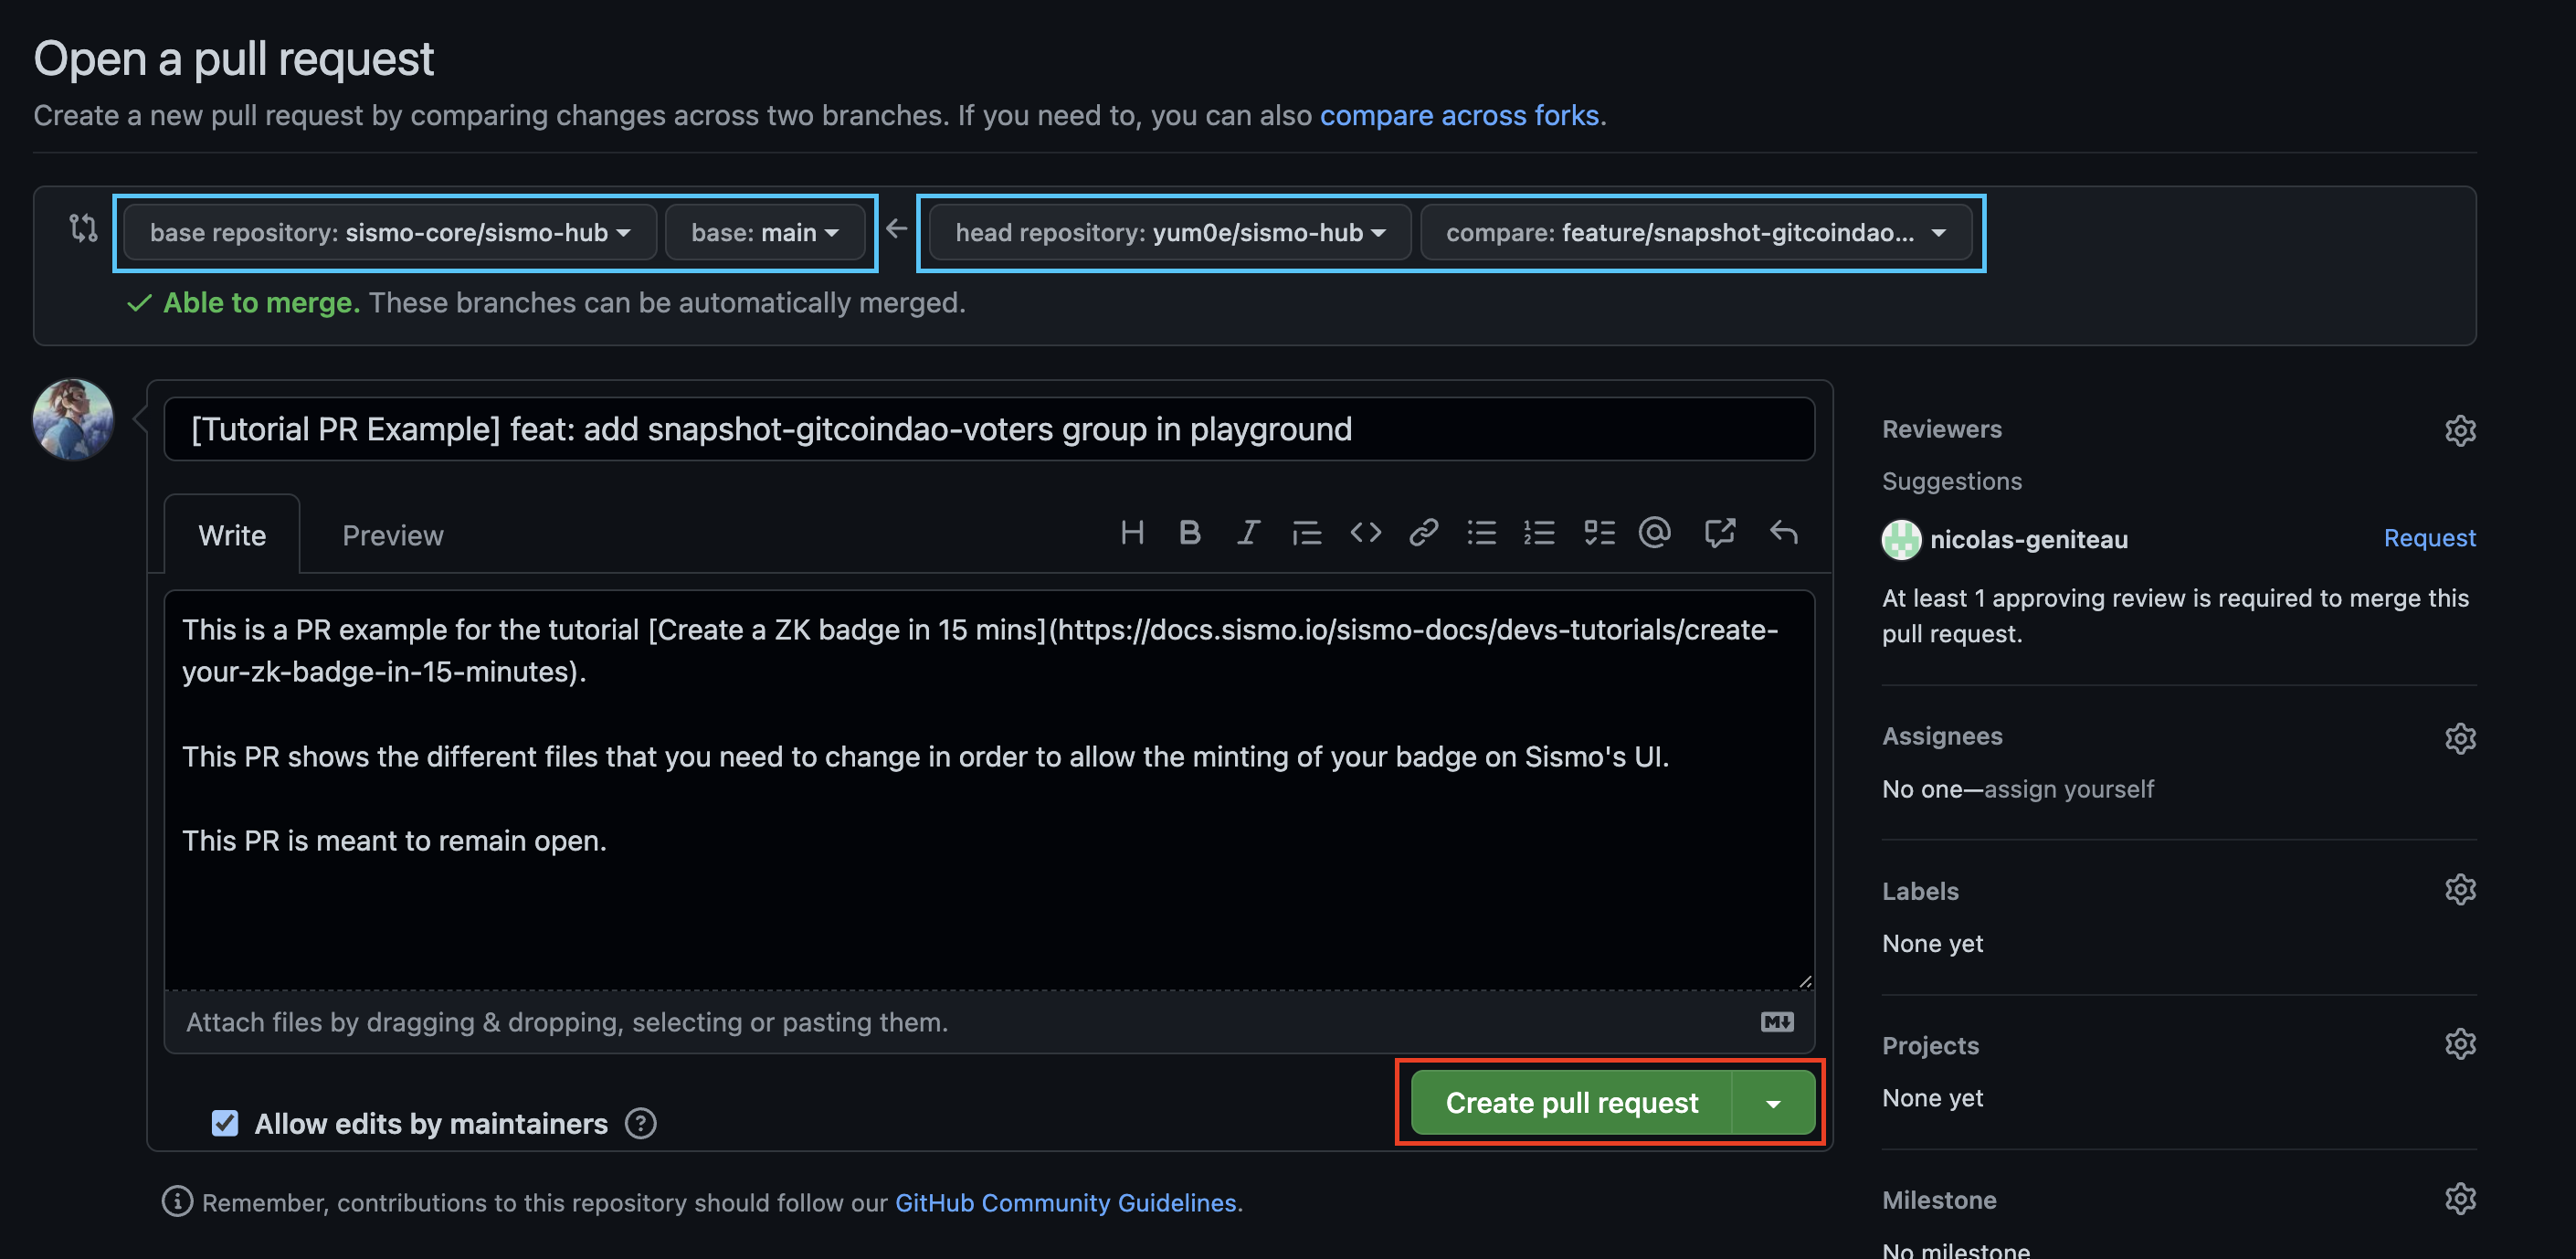 Open a pull request
Create a new pull request by comparing changes across two branches. If you need to, you can also compare across forks.
base repository: sismo-core/sismo-hub base: main head repository: yum0e/sismo-hub compare: feature/snapshot-gitcoindao...
Able to merge. These branches can be automatically merged.
[Tutorial PR Example] feat: add snapshot-gitcoindao-voters group in playground
Write Preview
This is a PR example for the tutorial [Create a ZK badge in 15 mins](https://docs.sismo.io/sismo-docs/devs-tutorials/create-
your-zk-badge-in-15-minutes).
This PR shows the different files that you need to change in order to allow the minting of your badge on Sismo's UI.
This PR is meant to remain open.
Attach files by dragging & dropping, selecting or pasting them.
Allow edits by maintainers
Create pull request
Remember, contributions to this repository should follow our GitHub Community Guidelines.
Reviewers
Suggestions
nicolas-geniteau Request
At least 1 approving review is required to merge this
pull request.
Assignees
No one—assign yourself
Labels
None yet
Projects
None yet
Milestone
No milestone